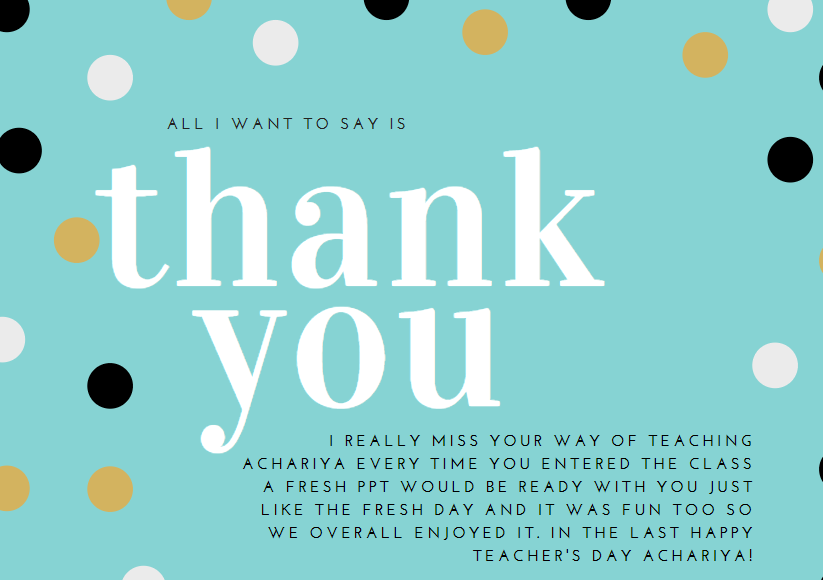 ALL I WANT TO SAY IS
thank
you
I REALLY MISS YOUR WAY OF TEACHING
ACHARIYA EVERY TIME YOU ENTERED THE CLASS
A FRESH PPT WOULD BE READY WITH YOU JUST
LIKE THE FRESH DAY AND IT WAS FUN TOO SO
WE OVERALL ENJOYED IT. IN THE LAST HAPPY
TEACHER'S DAY ACHARIYA!